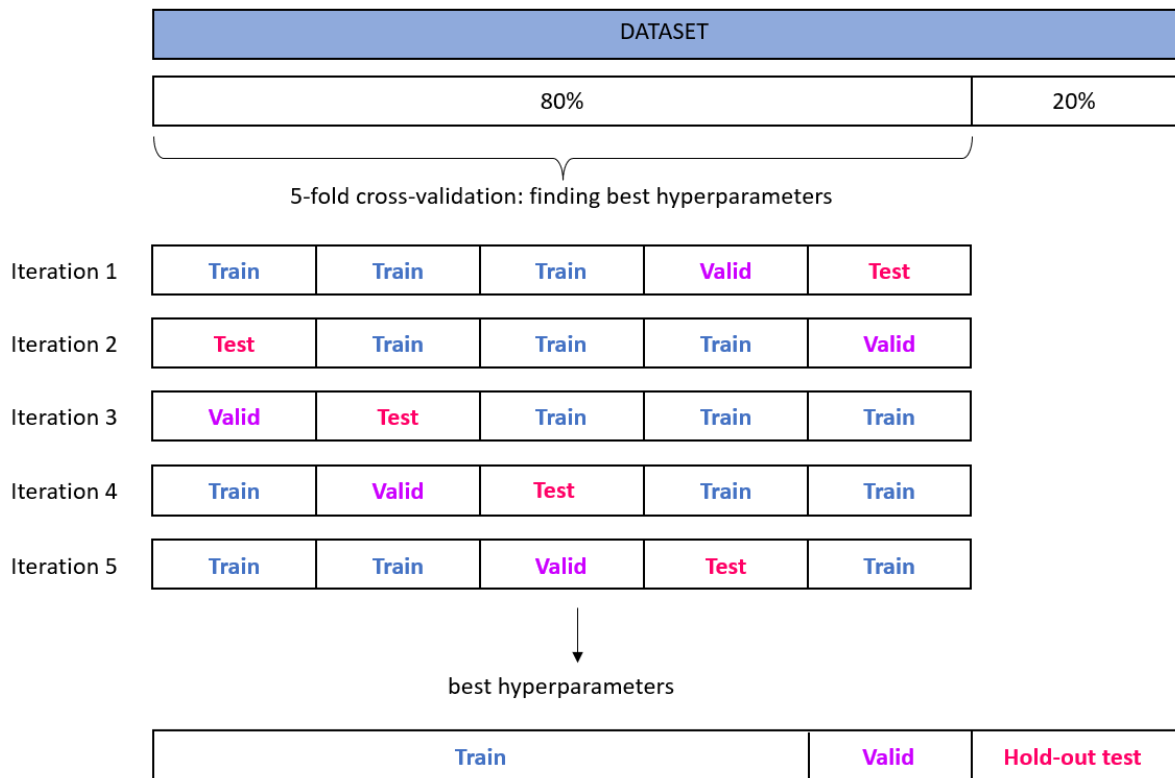 DATASET
80% 20%
5-fold cross-validation: finding best hyperparameters
Iteration 1 Train Train Train Valid Test
Iteration 2 Test Train Train Train Valid
Iteration 3 Valid Test Train Train Train
Iteration 4 Train Valid Test Train Train
Iteration 5 Train Train Valid Test Train
best hyperparameters
Train Valid Hold-out test